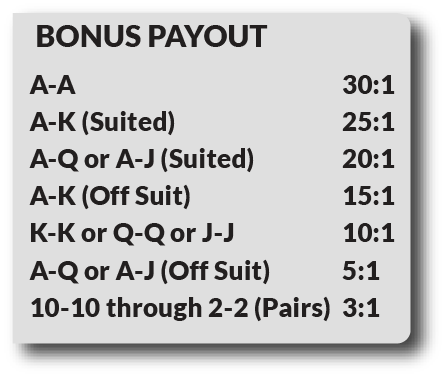 BONUS PAYOUT
A-A 30:1
A-K (Suited) 25:1
A-Q or A-J (Suited) 20:1
A-K (Off Suit) 15:1
K-K or Q-Q or J-J 10:1
A-Q or A-J (Off Suit) 5:1
10-10 through 2-2 (Pairs) 3:1